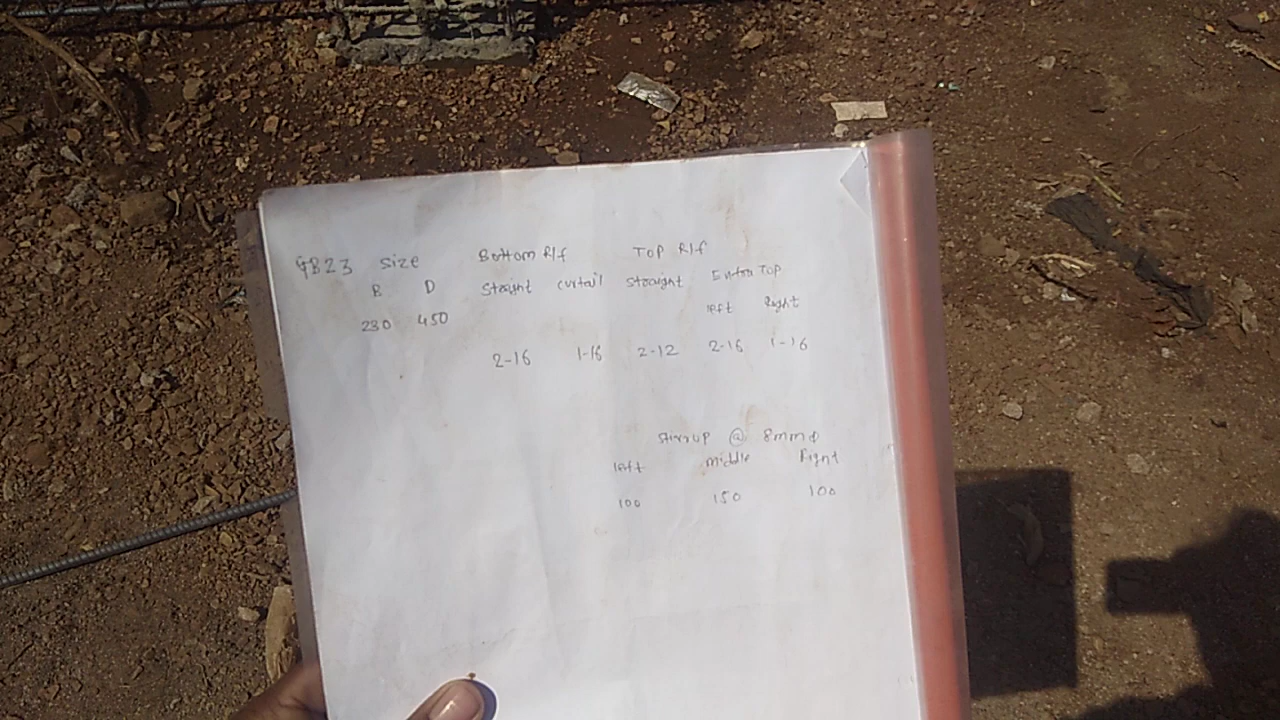 GB23 size Bottom R/f Top R/f
B D Straight curtail Straight Extra Top
left Right
230 450
2-16 1-16 2-12 2-16 1-16
Stirrup @ 8mm ϕ
left middle Right
100 150 100